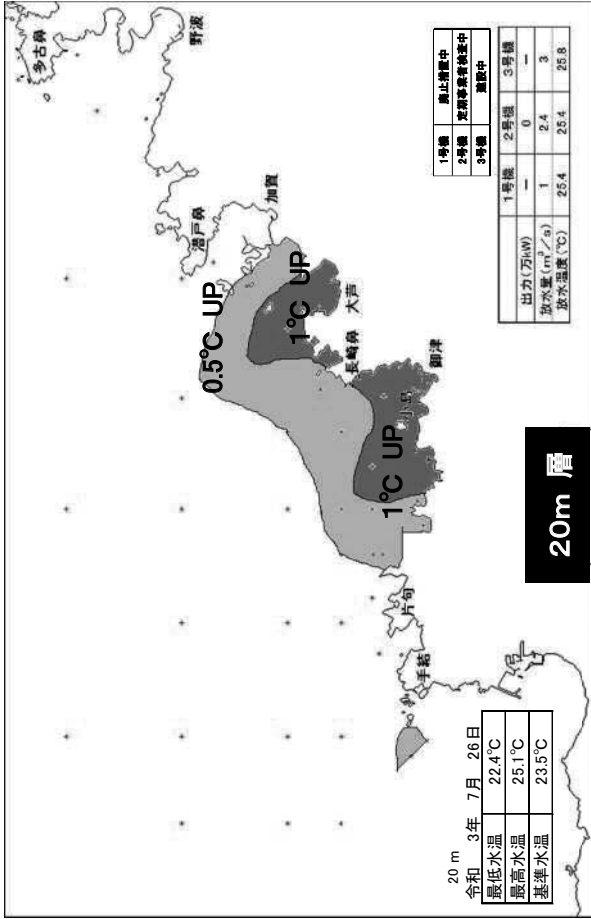 多古鼻
野波
潜戸鼻
加賀
0.5℃ UP
1℃ UP
大芦
長崎鼻
御津
小島
1℃ UP
片句
手結
1号機 廃止措置中
2号機 定期事業者検査中
3号機 建設中
1号機 2号機 3号機
出力(万kW) — 0 —
放水量(m³/s) 1 2.4 3
放水温度(℃) 25.4 25.4 25.8
20m 層
20 m
令和 3年 7月 26日
最低水温 22.4℃
最高水温 25.1℃
基準水温 23.5℃